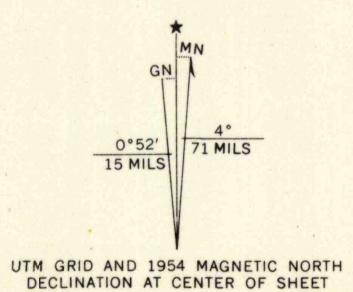 MN
GN
0°52'
15 MILS
4°
71 MILS
UTM GRID AND 1954 MAGNETIC NORTH
DECLINATION AT CENTER OF SHEET